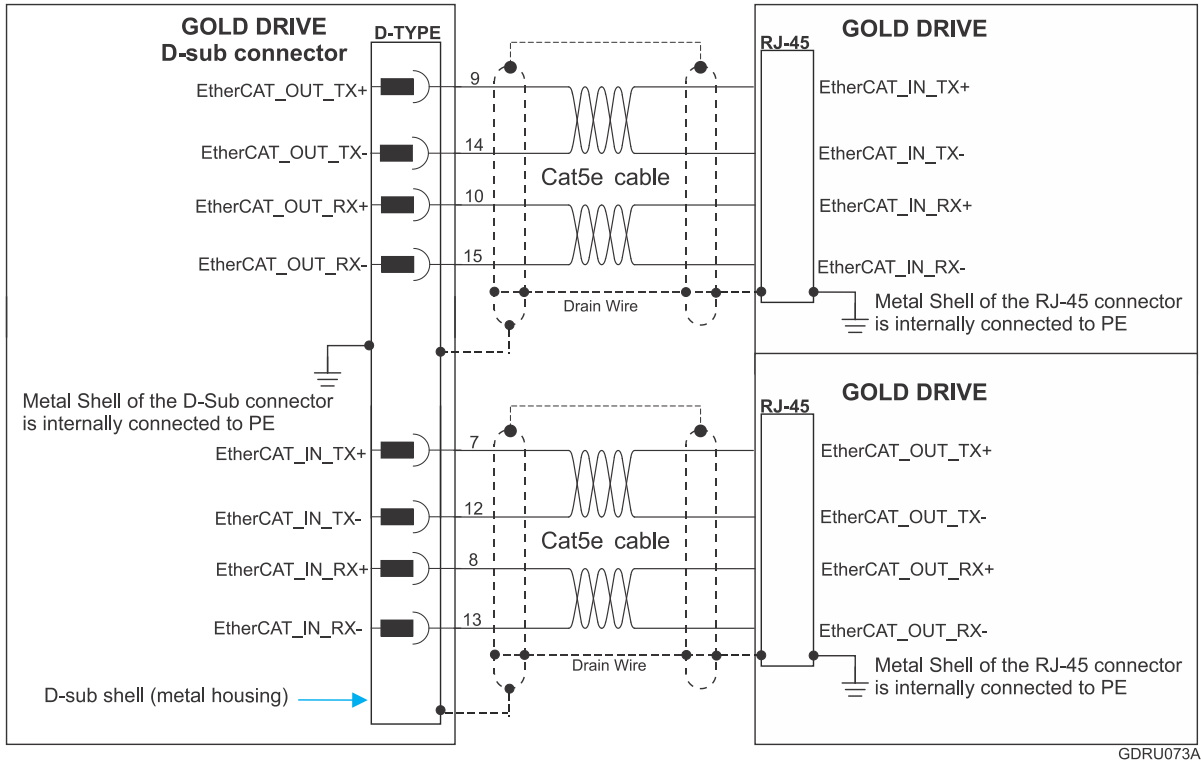 GOLD DRIVE
D-sub connector
D-TYPE
EtherCAT_OUT_TX+
9
EtherCAT_OUT_TX-
14
Cat5e cable
EtherCAT_OUT_RX+
10
EtherCAT_OUT_RX-
15
Drain Wire
RJ-45
GOLD DRIVE
EtherCAT_IN_TX+
EtherCAT_IN_TX-
EtherCAT_IN_RX+
EtherCAT_IN_RX-
Metal Shell of the RJ-45 connector
is internally connected to PE
Metal Shell of the D-Sub connector
is internally connected to PE
EtherCAT_IN_TX+
7
EtherCAT_IN_TX-
12
Cat5e cable
EtherCAT_IN_RX+
8
EtherCAT_IN_RX-
13
Drain Wire
D-sub shell (metal housing)
RJ-45
GOLD DRIVE
EtherCAT_OUT_TX+
EtherCAT_OUT_TX-
EtherCAT_OUT_RX+
EtherCAT_OUT_RX-
Metal Shell of the RJ-45 connector
is internally connected to PE
GDRU073A